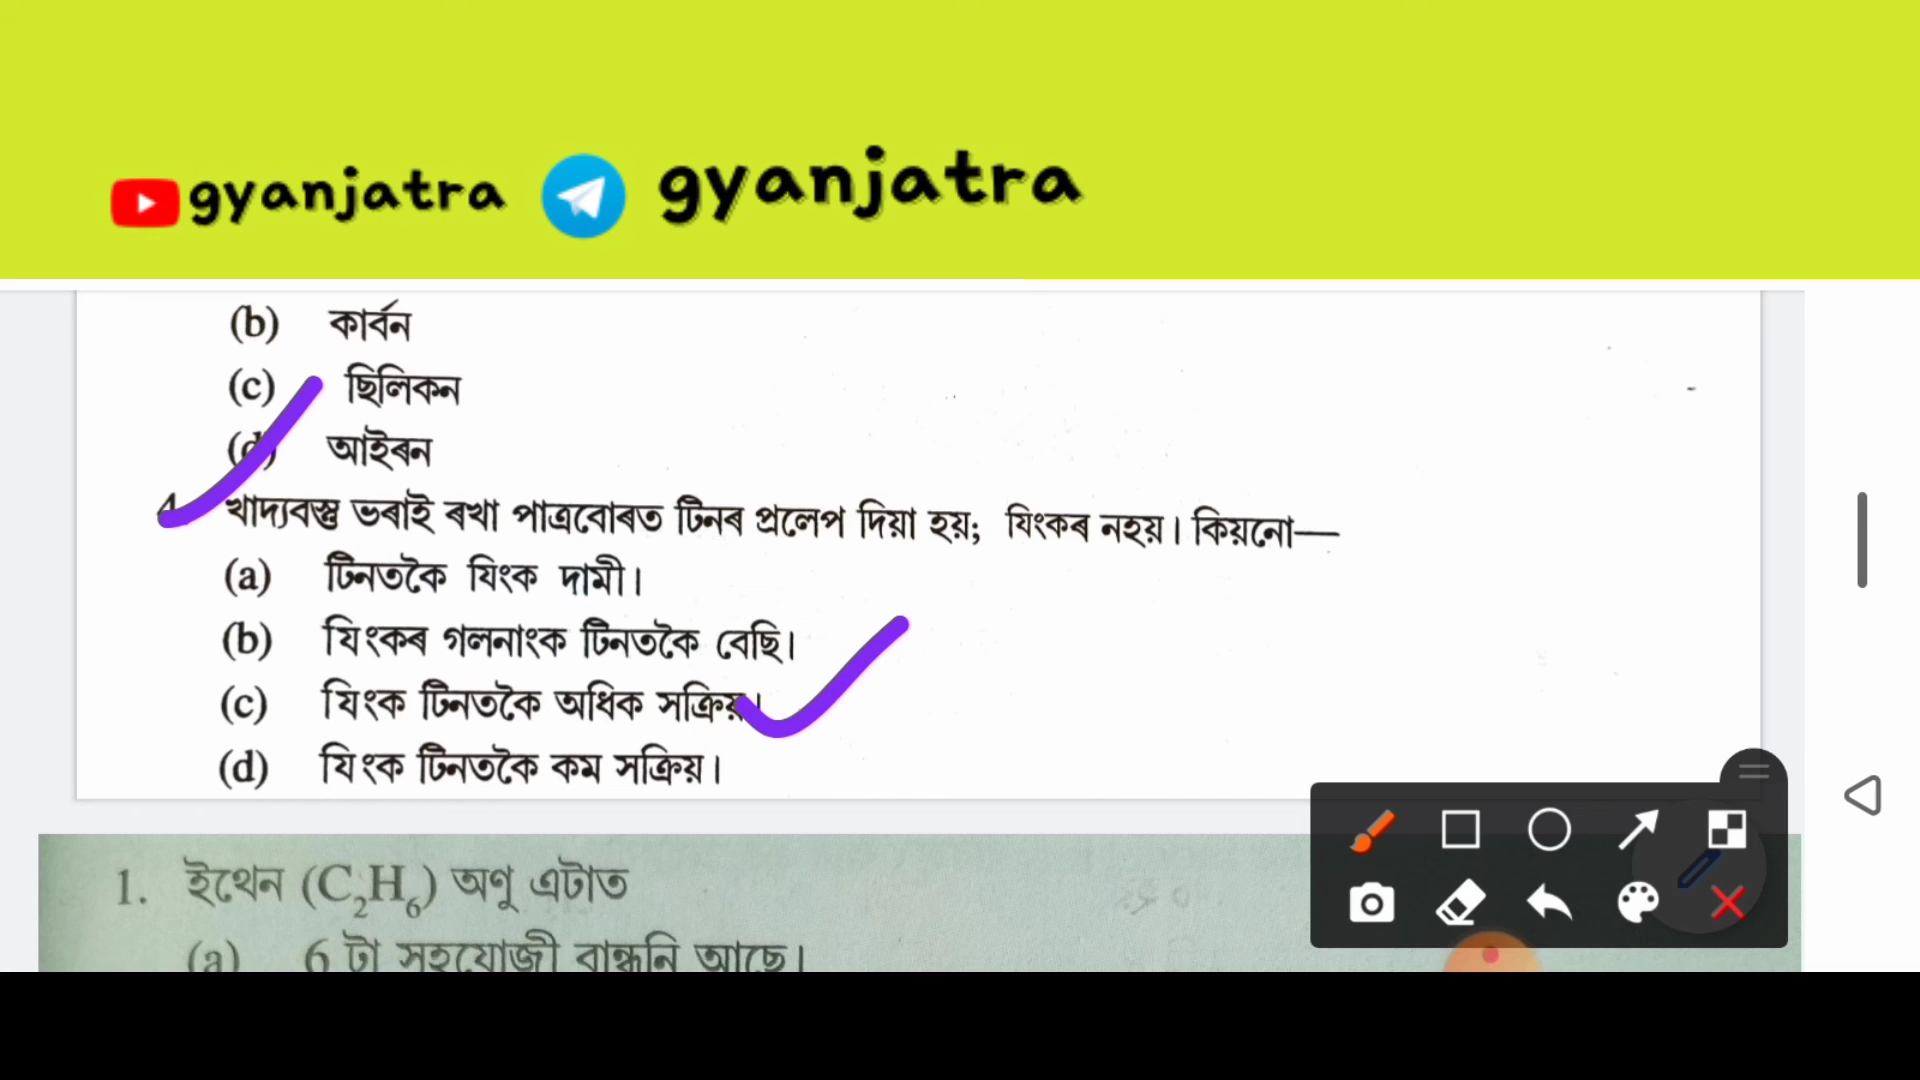 gyanjatra gyanjatra
(b) কাৰ্বন
(c) ছিলিকন
(d) আইৰন
4. খাদ্যবস্তু ভৰাই ৰখা পাত্ৰবোৰত টিনৰ প্ৰলেপ দিয়া হয়; যিংকৰ নহয়। কিয়নো—
(a) টিনতকৈ যিংক দামী।
(b) যিংকৰ গলনাংক টিনতকৈ বেছি।
(c) যিংক টিনতকৈ অধিক সক্ৰিয়।
(d) যিংক টিনতকৈ কম সক্ৰিয়।
1. ইথেন (C₂H₆) অণু এটাত
(a) 6 টা সহযোজী বান্ধনি আছে।